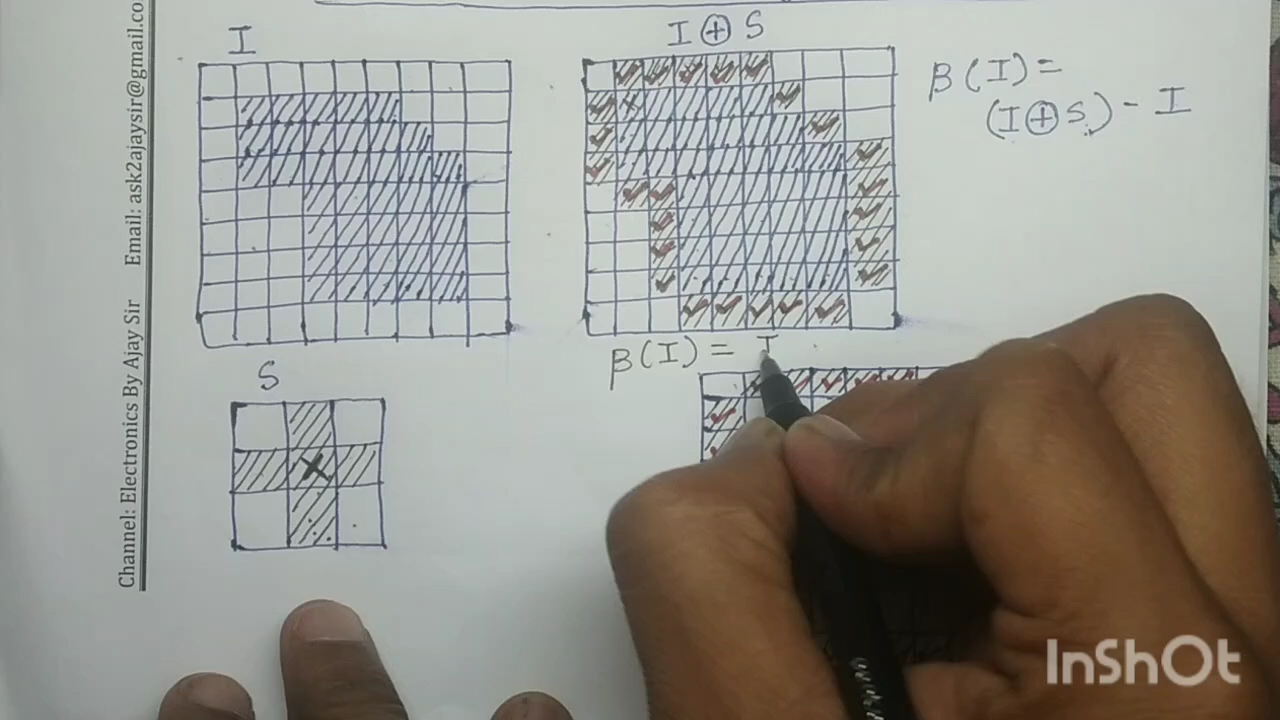 I
I ⊕ S
β(I) =
(I ⊕ S) - I
β(I) = I
S
Channel: Electronics By Ajay Sir Email: ask2ajaysir@gmail.co
InShOt